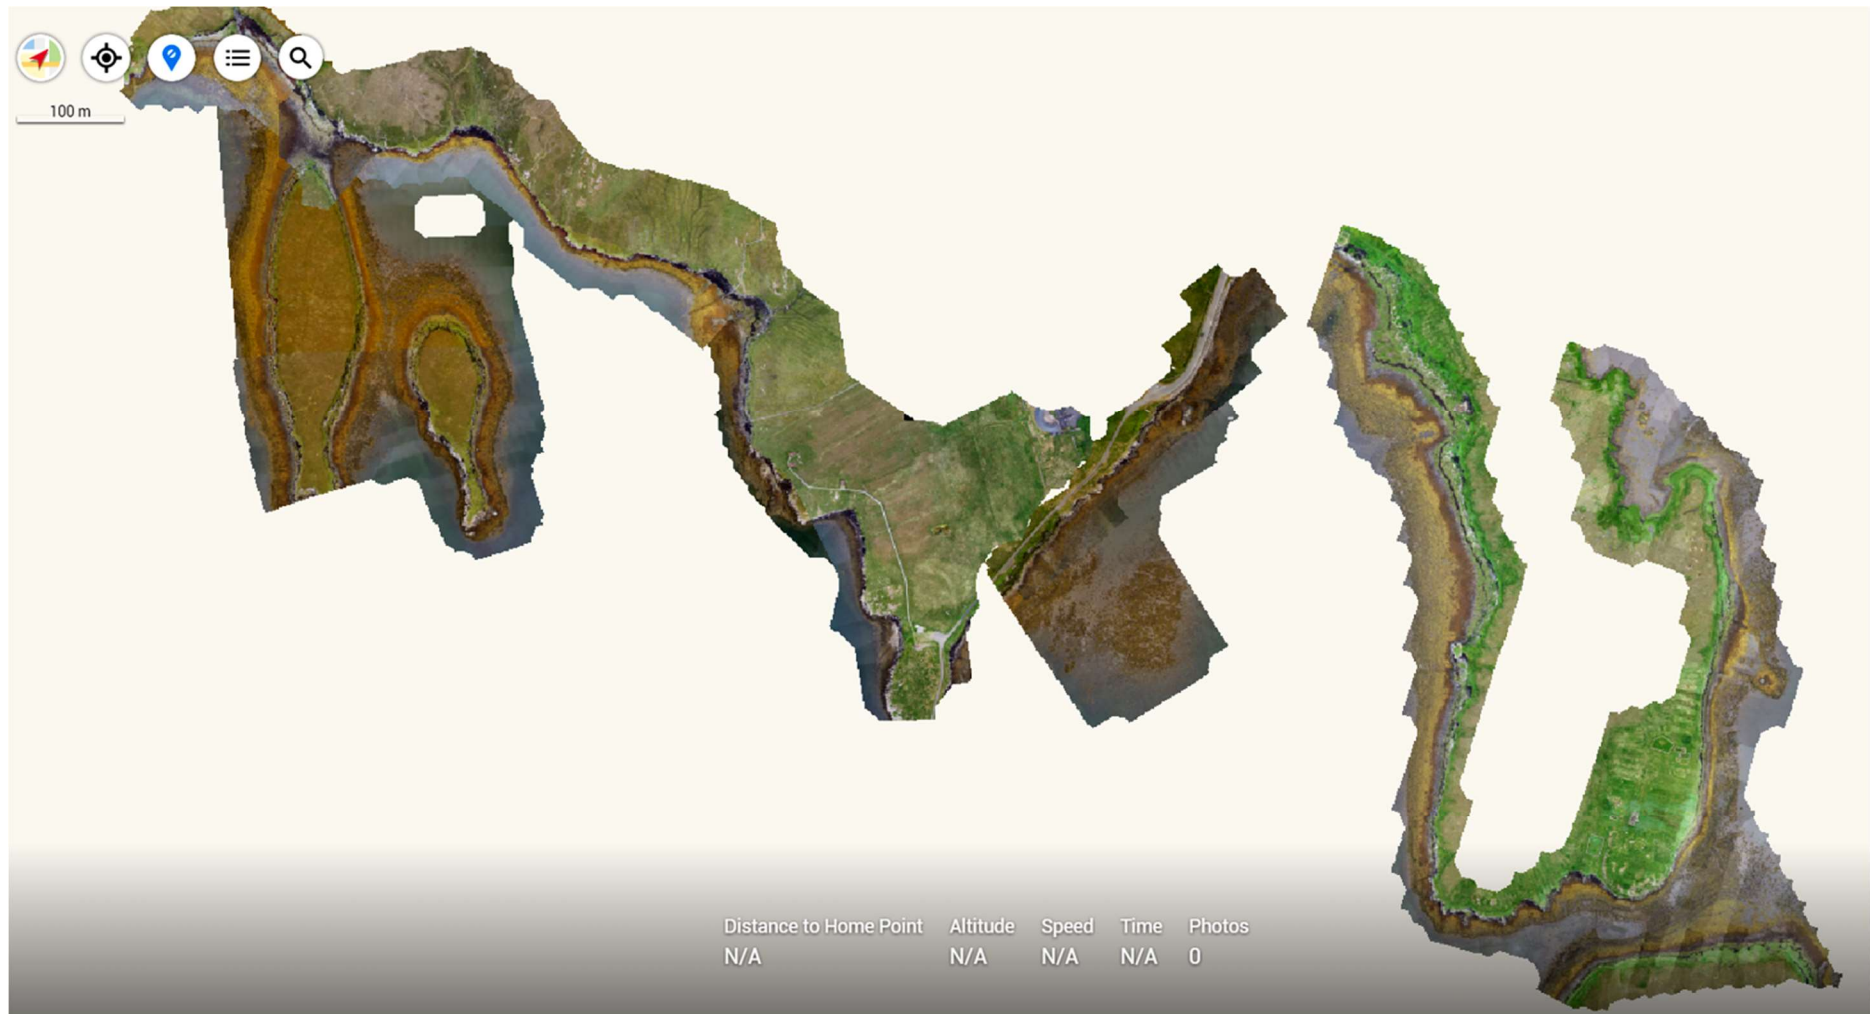 100 m
Distance to Home Point Altitude Speed Time Photos
N/A N/A N/A N/A 0